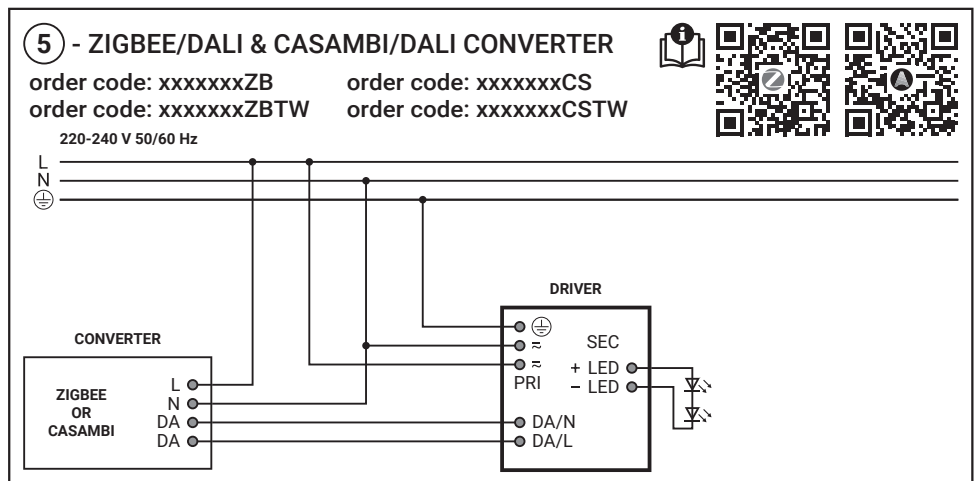 5 - ZIGBEE/DALI & CASAMBI/DALI CONVERTER
order code: xxxxxxxZB order code: xxxxxxxCS
order code: xxxxxxxZBTW order code: xxxxxxxCSTW
220-240 V 50/60 Hz
L
N
DRIVER
CONVERTER
ZIGBEE
OR
CASAMBI
L
N
DA
DA
SEC
PRI
+ LED
– LED
DA/N
DA/L